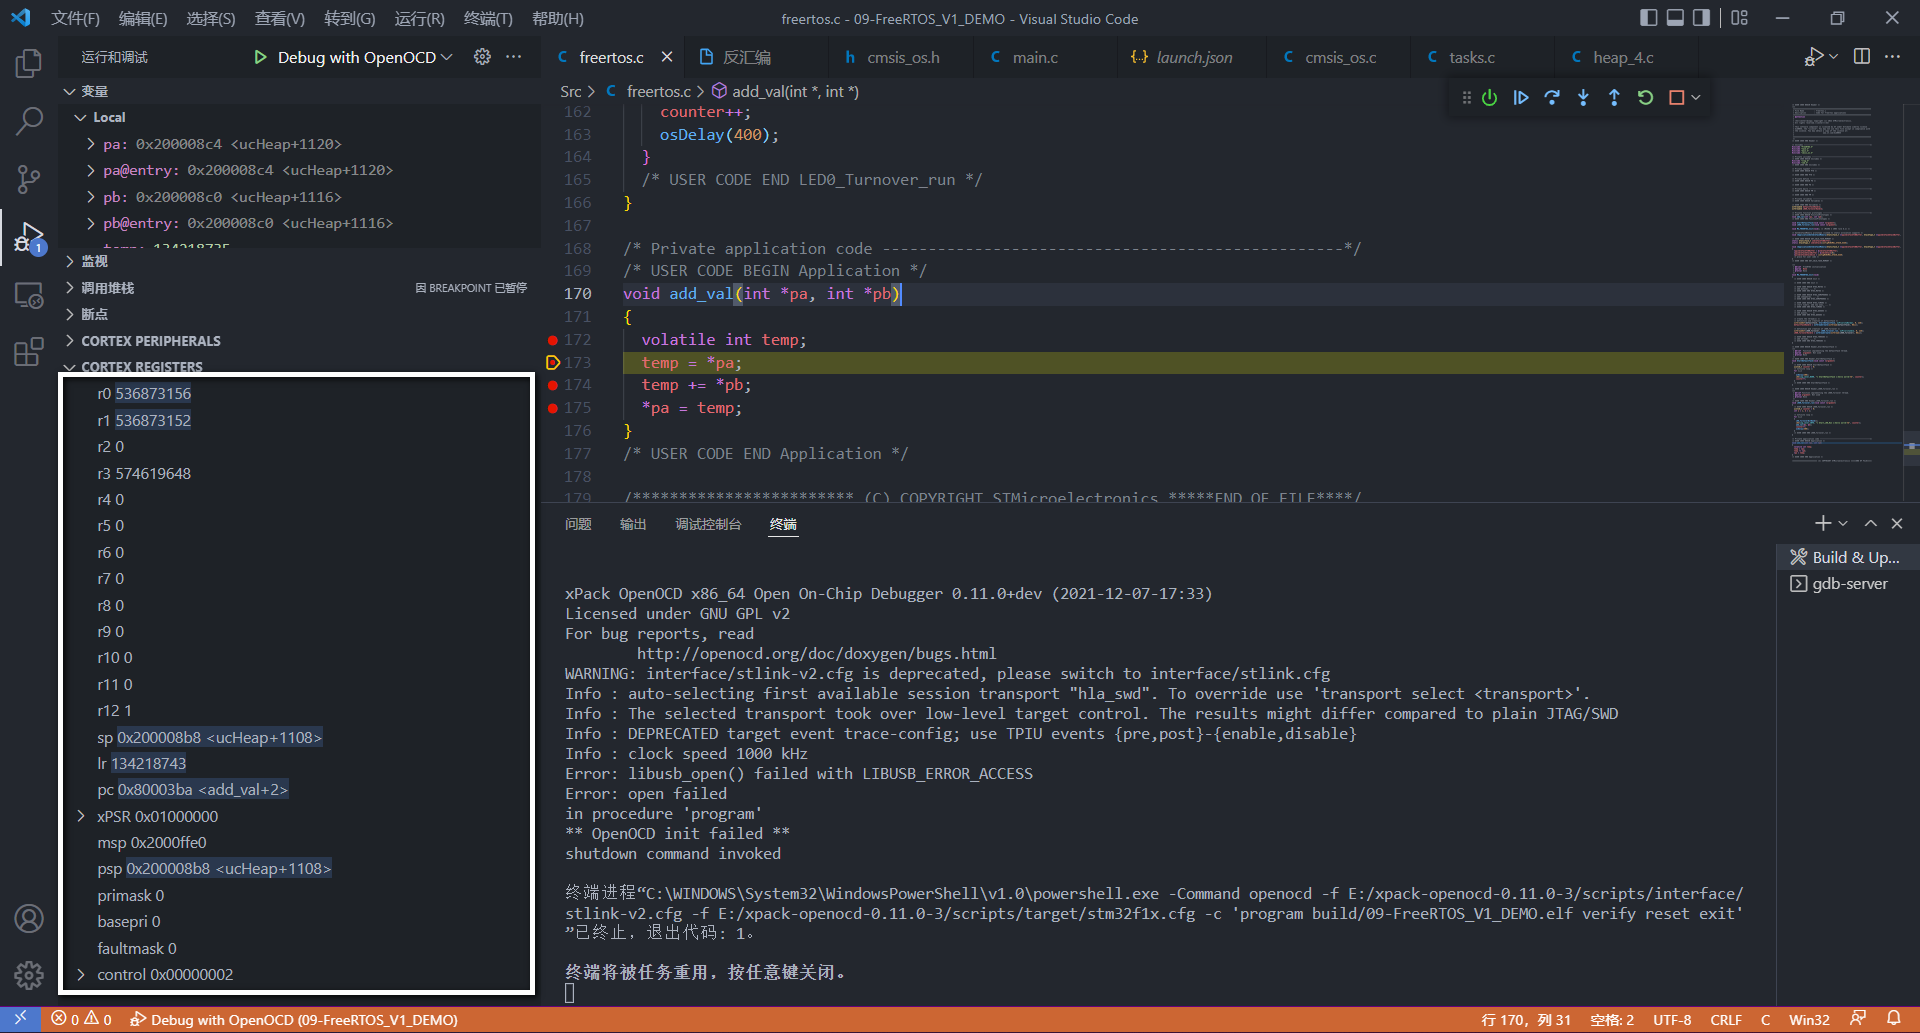 文件(F) 编辑(E) 选择(S) 查看(V) 转到(G) 运行(R) 终端(T) 帮助(H)
freertos.c - 09-FreeRTOS_V1_DEMO - Visual Studio Code
运行和调试
Debug with OpenOCD
变量
Local
pa: 0x200008c4 <ucHeap+1120>
pa@entry: 0x200008c4 <ucHeap+1120>
pb: 0x200008c0 <ucHeap+1116>
pb@entry: 0x200008c0 <ucHeap+1116>
temp: 134218735
监视
调用堆栈 因 BREAKPOINT 已暂停
断点
CORTEX PERIPHERALS
CORTEX REGISTERS
r0 536873156
r1 536873152
r2 0
r3 574619648
r4 0
r5 0
r6 0
r7 0
r8 0
r9 0
r10 0
r11 0
r12 1
sp 0x200008b8 <ucHeap+1108>
lr 134218743
pc 0x80003ba <add_val+2>
xPSR 0x01000000
msp 0x2000ffe0
psp 0x200008b8 <ucHeap+1108>
primask 0
basepri 0
faultmask 0
control 0x00000002
1
C freertos.c 反汇编 h cmsis_os.h C main.c {} launch.json C cmsis_os.c C tasks.c C heap_4.c
Src > C freertos.c > add_val(int *, int *)
162 counter++;
163 osDelay(400);
164 }
165 /* USER CODE END LED0_Turnover_run */
166 }
167
168 /* Private application code --------------------------------------------------*/
169 /* USER CODE BEGIN Application */
170 void add_val(int *pa, int *pb)
171 {
172 volatile int temp;
173 temp = *pa;
174 temp += *pb;
175 *pa = temp;
176 }
177 /* USER CODE END Application */
178
179 /************************ (C) COPYRIGHT STMicroelectronics *****END OF FILE****/
问题 输出 调试控制台 终端
xPack OpenOCD x86_64 Open On-Chip Debugger 0.11.0+dev (2021-12-07-17:33)
Licensed under GNU GPL v2
For bug reports, read
http://openocd.org/doc/doxygen/bugs.html
WARNING: interface/stlink-v2.cfg is deprecated, please switch to interface/stlink.cfg
Info : auto-selecting first available session transport "hla_swd". To override use 'transport select <transport>'.
Info : The selected transport took over low-level target control. The results might differ compared to plain JTAG/SWD
Info : DEPRECATED target event trace-config; use TPIU events {pre,post}-{enable,disable}
Info : clock speed 1000 kHz
Error: libusb_open() failed with LIBUSB_ERROR_ACCESS
Error: open failed
in procedure 'program'
** OpenOCD init failed **
shutdown command invoked
终端进程“C:\WINDOWS\System32\WindowsPowerShell\v1.0\powershell.exe -Command openocd -f E:/xpack-openocd-0.11.0-3/scripts/interface/
stlink-v2.cfg -f E:/xpack-openocd-0.11.0-3/scripts/target/stm32f1x.cfg -c 'program build/09-FreeRTOS_V1_DEMO.elf verify reset exit'
”已终止，退出代码: 1。
终端将被任务重用，按任意键关闭。
Build & Up...
gdb-server
0 0 Debug with OpenOCD (09-FreeRTOS_V1_DEMO)
行 170，列 31 空格: 2 UTF-8 CRLF C Win32